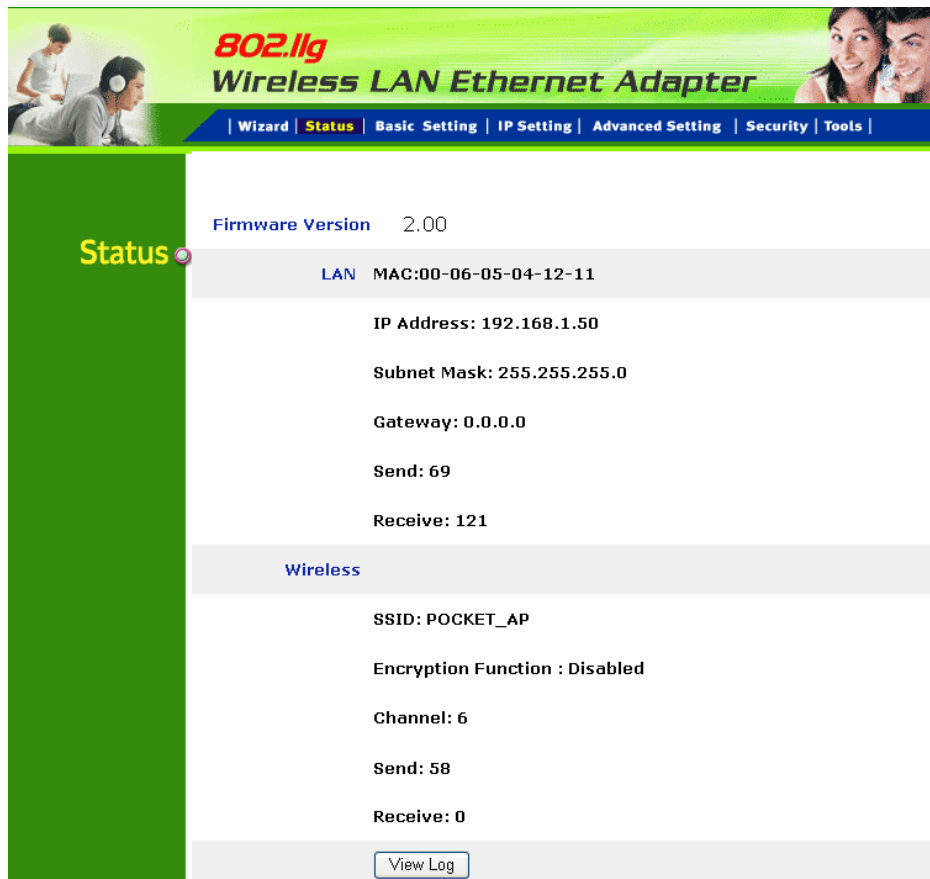 802.11g
Wireless LAN Ethernet Adapter
| Wizard | Status | Basic Setting | IP Setting | Advanced Setting | Security | Tools |
Status
Firmware Version 2.00
LAN MAC:00-06-05-04-12-11
IP Address: 192.168.1.50
Subnet Mask: 255.255.255.0
Gateway: 0.0.0.0
Send: 69
Receive: 121
Wireless
SSID: POCKET_AP
Encryption Function : Disabled
Channel: 6
Send: 58
Receive: 0
View Log